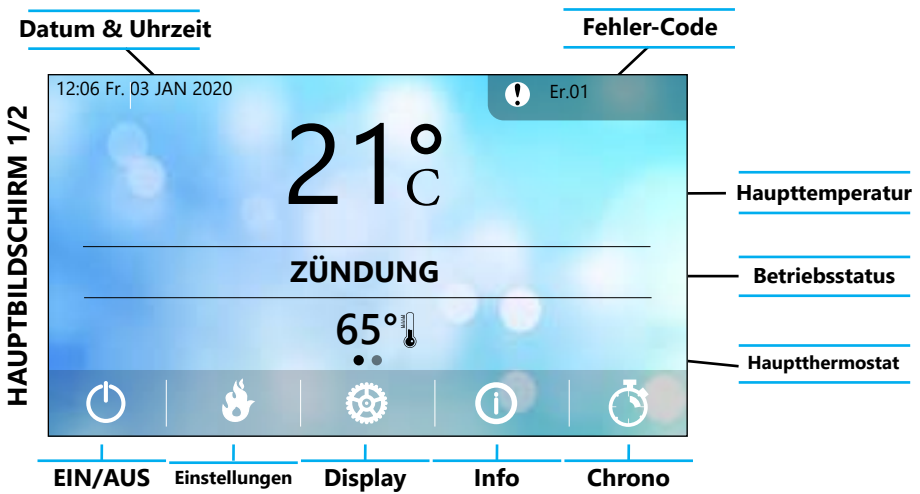 Datum & Uhrzeit
Fehler-Code
HAUPTBILDSCHIRM 1/2
12:06 Fr. 03 JAN 2020
Er.01
21°C
Haupttemperatur
ZÜNDUNG
Betriebsstatus
65°
Hauptthermostat
EIN/AUS
Einstellungen
Display
Info
Chrono